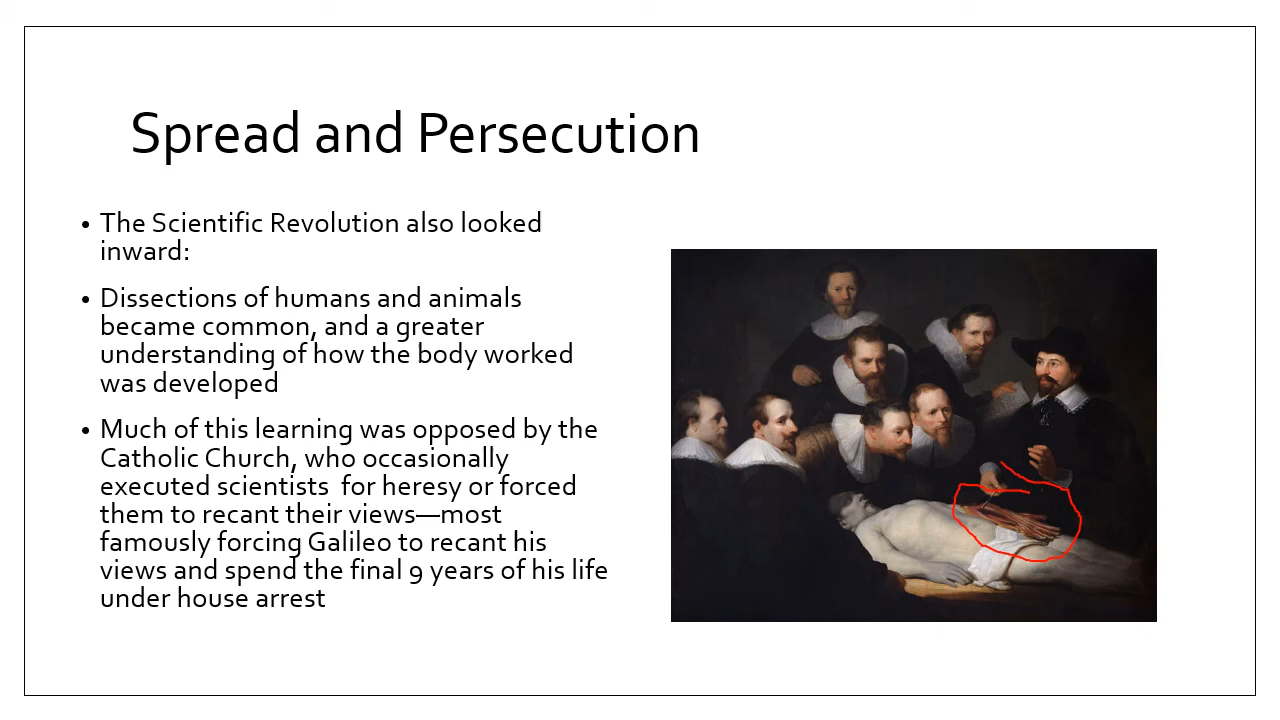 Spread and Persecution
• The Scientific Revolution also looked
inward:
• Dissections of humans and animals
became common, and a greater
understanding of how the body worked
was developed
• Much of this learning was opposed by the
Catholic Church, who occasionally
executed scientists  for heresy or forced
them to recant their views—most
famously forcing Galileo to recant his
views and spend the final 9 years of his life
under house arrest